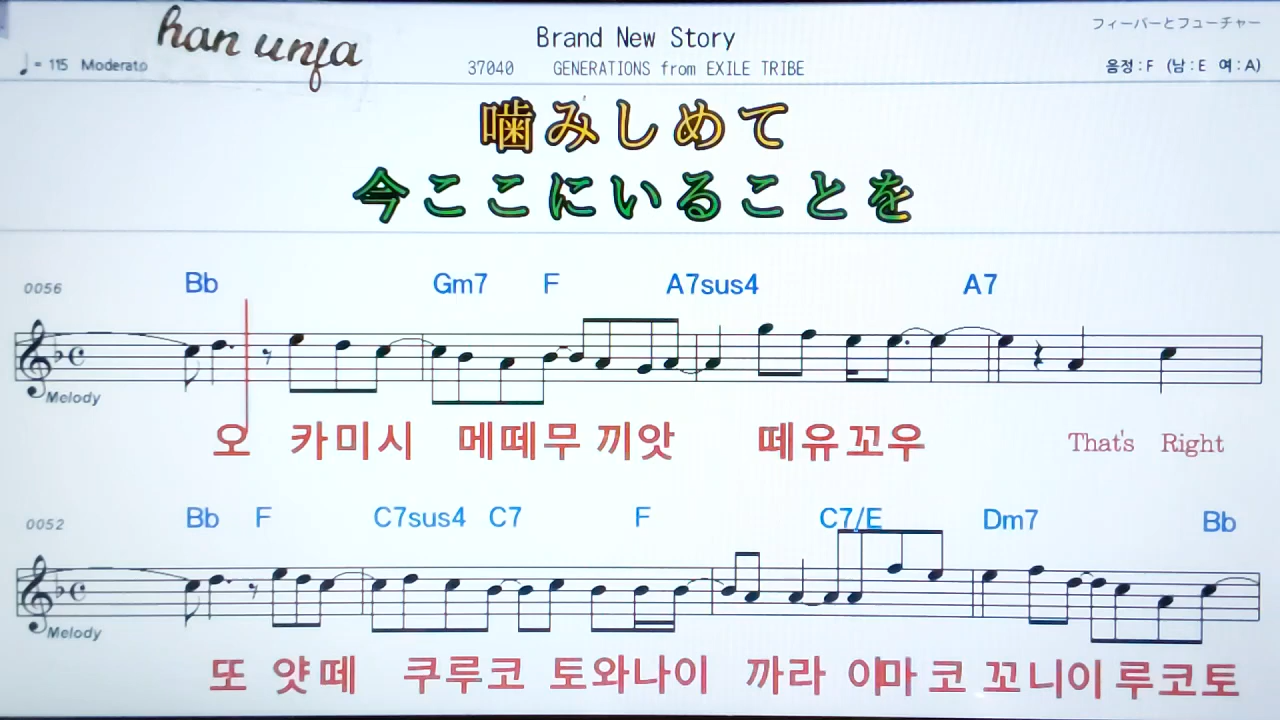 han unfa
Brand New Story
フィーバーとフューチャー
♩= 115 Moderato
37040 GENERATIONS from EXILE TRIBE
음정:F (남:E 여:A)
噛みしめて
今ここにいることを
0056 Bb Gm7 F A7sus4 A7
Melody
오 카미시 메떼무 끼앗 떼유꼬우 That's Right
0052 Bb F C7sus4 C7 F C7/E Dm7 Bb
Melody
또 얏떼 쿠루코 토와나이 까라 이마 코 꼬니이 루코토